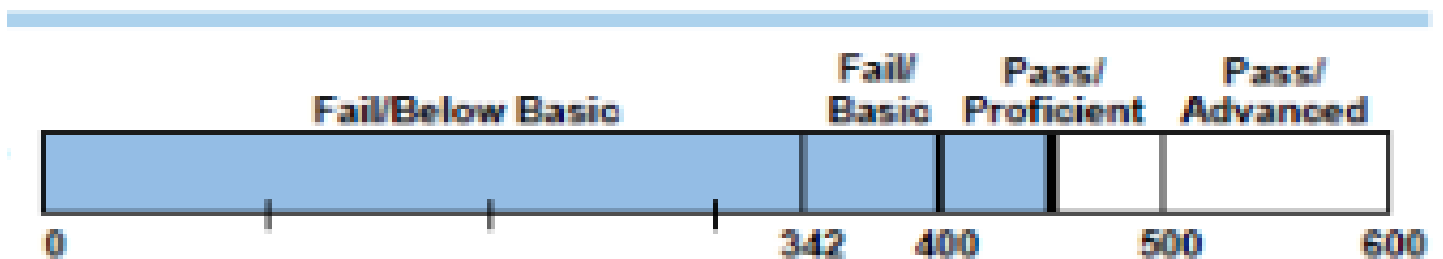 Fail/Below Basic
Fail/
Basic
Pass/
Proficient
Pass/
Advanced
0 342 400 500 600